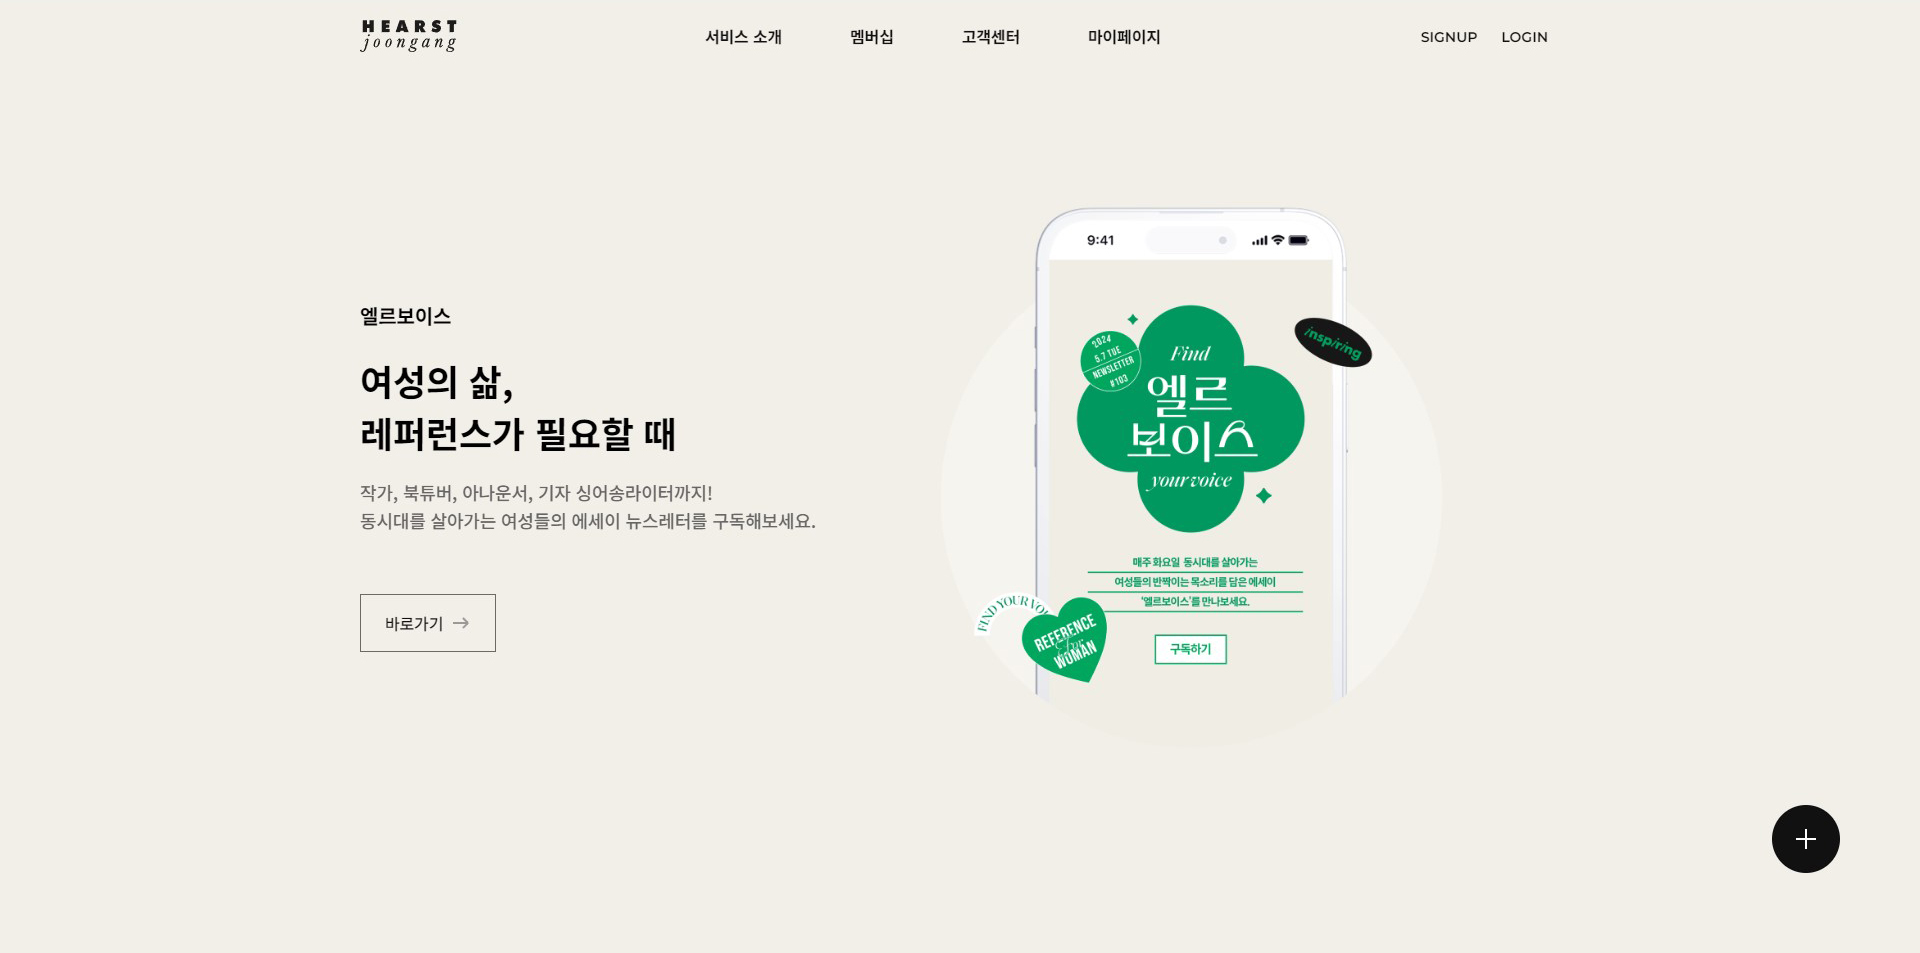 HEARST
joongang
서비스 소개
멤버십
고객센터
마이페이지
SIGNUP
LOGIN
엘르보이스
여성의 삶,
레퍼런스가 필요할 때
작가, 북튜버, 아나운서, 기자 싱어송라이터까지!
동시대를 살아가는 여성들의 에세이 뉴스레터를 구독해보세요.
바로가기
9:41
2024
5.7 TUE
NEWSLETTER
#103
Find
엘르
보이스
your voice
inspiring
매주 화요일 동시대를 살아가는
여성들의 반짝이는 목소리를 담은 에세이
'엘르보이스'를 만나보세요.
구독하기
FIND YOUR
REFERENCE
for
WOMAN